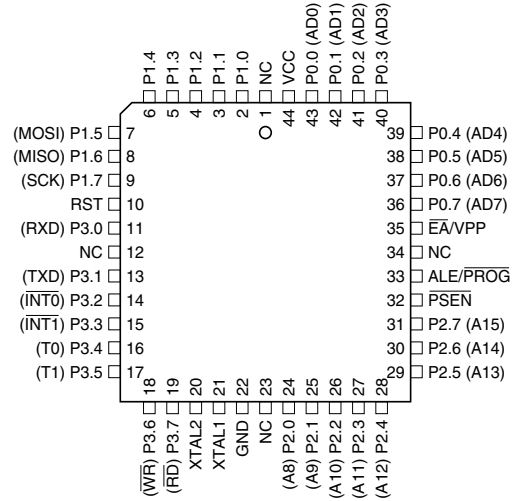 P1.4
P1.3
P1.2
P1.1
P1.0
NC
VCC
P0.0 (AD0)
P0.1 (AD1)
P0.2 (AD2)
P0.3 (AD3)
6
5
4
3
2
1
44
43
42
41
40
(MOSI) P1.5 7
(MISO) P1.6 8
(SCK) P1.7 9
RST 10
(RXD) P3.0 11
NC 12
(TXD) P3.1 13
(I̅N̅T̅0̅) P3.2 14
(I̅N̅T̅1̅) P3.3 15
(T0) P3.4 16
(T1) P3.5 17
39 P0.4 (AD4)
38 P0.5 (AD5)
37 P0.6 (AD6)
36 P0.7 (AD7)
35 E̅A̅/VPP
34 NC
33 ALE/P̅R̅O̅G̅
32 P̅S̅E̅N̅
31 P2.7 (A15)
30 P2.6 (A14)
29 P2.5 (A13)
18
19
20
21
22
23
24
25
26
27
28
(W̅R̅) P3.6
(R̅D̅) P3.7
XTAL2
XTAL1
GND
NC
(A8) P2.0
(A9) P2.1
(A10) P2.2
(A11) P2.3
(A12) P2.4